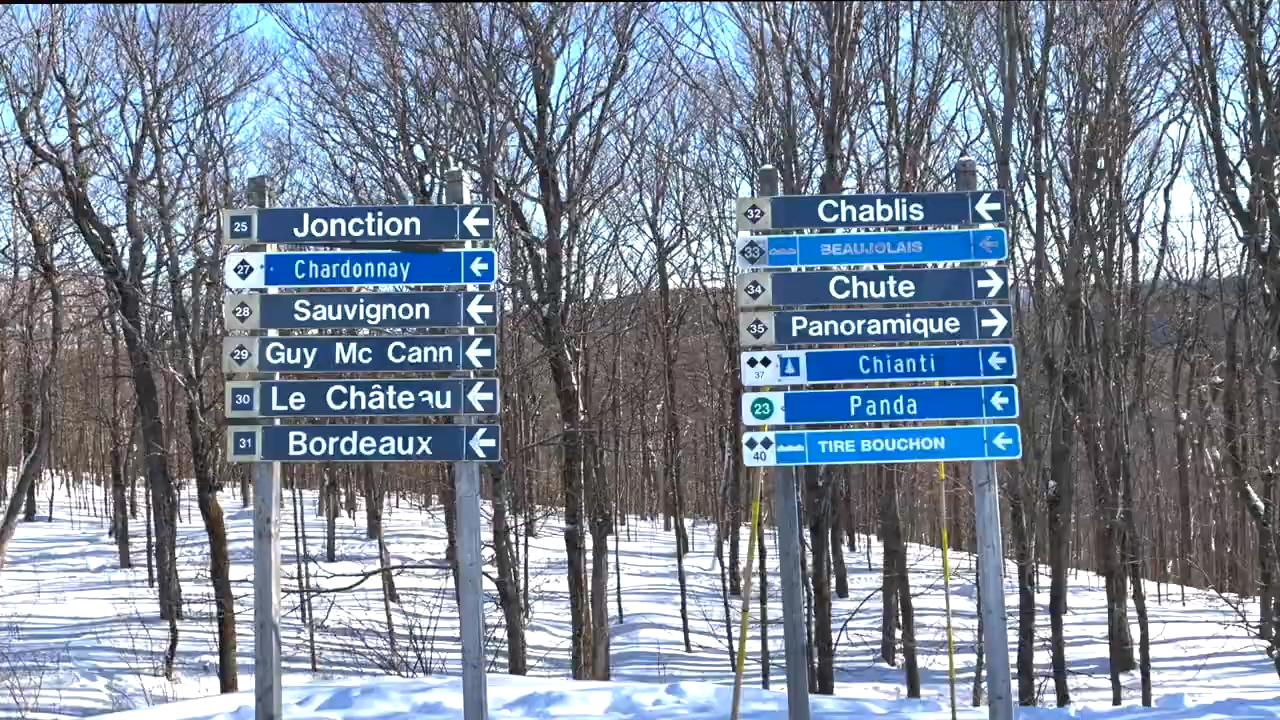 25 Jonction
27 Chardonnay
28 Sauvignon
29 Guy Mc Cann
30 Le Château
31 Bordeaux
32 Chablis
33 BEAUJOLAIS
34 Chute
35 Panoramique
37 Chianti
23 Panda
40 TIRE BOUCHON